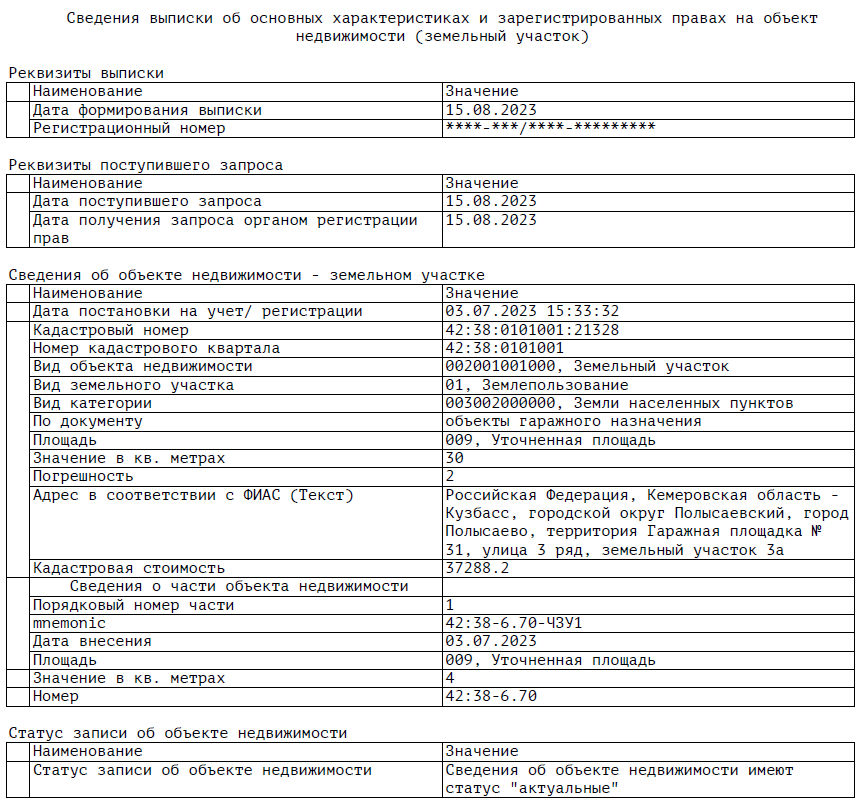 Сведения выписки об основных характеристиках и зарегистрированных правах на объект
недвижимости (земельный участок)
Реквизиты выписки
Наименование Значение
Дата формирования выписки 15.08.2023
Регистрационный номер ****-***/****-*********
Реквизиты поступившего запроса
Наименование Значение
Дата поступившего запроса 15.08.2023
Дата получения запроса органом регистрации 15.08.2023
прав
Сведения об объекте недвижимости - земельном участке
Наименование Значение
Дата постановки на учет/ регистрации 03.07.2023 15:33:32
Кадастровый номер 42:38:0101001:21328
Номер кадастрового квартала 42:38:0101001
Вид объекта недвижимости 002001001000, Земельный участок
Вид земельного участка 01, Землепользование
Вид категории 003002000000, Земли населенных пунктов
По документу объекты гаражного назначения
Площадь 009, Уточненная площадь
Значение в кв. метрах 30
Погрешность 2
Адрес в соответствии с ФИАС (Текст) Российская Федерация, Кемеровская область -
Кузбасс, городской округ Полысаевский, город
Полысаево, территория Гаражная площадка №
31, улица 3 ряд, земельный участок 3а
Кадастровая стоимость 37288.2
Сведения о части объекта недвижимости
Порядковый номер части 1
mnemonic 42:38-6.70-ЧЗУ1
Дата внесения 03.07.2023
Площадь 009, Уточненная площадь
Значение в кв. метрах 4
Номер 42:38-6.70
Статус записи об объекте недвижимости
Наименование Значение
Статус записи об объекте недвижимости Сведения об объекте недвижимости имеют
статус "актуальные"